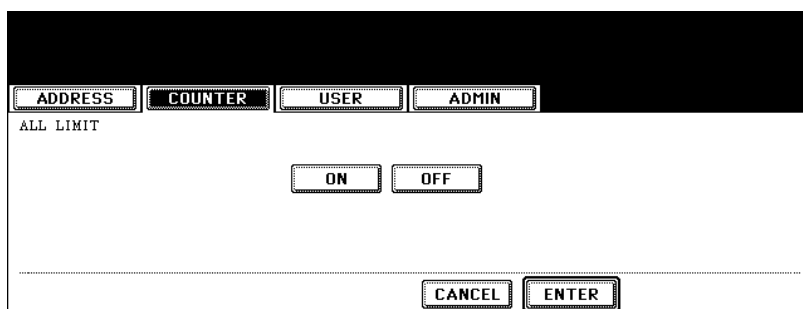 ADDRESS COUNTER USER ADMIN
ALL LIMIT
ON OFF
CANCEL ENTER